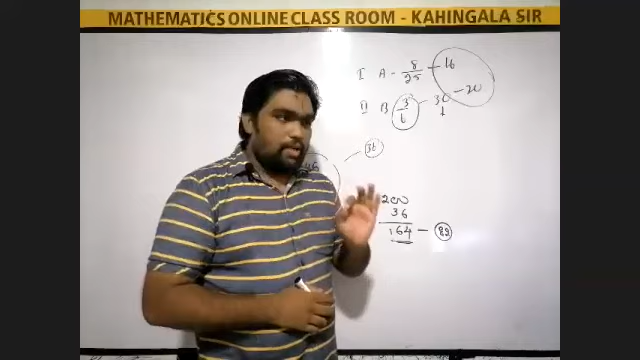 MATHEMATICS ONLINE CLASS ROOM - KAHINGALA SIR
I A - 8/25 - 16
II B 3/6 - 30 - 20
36
200
36
164 - 82